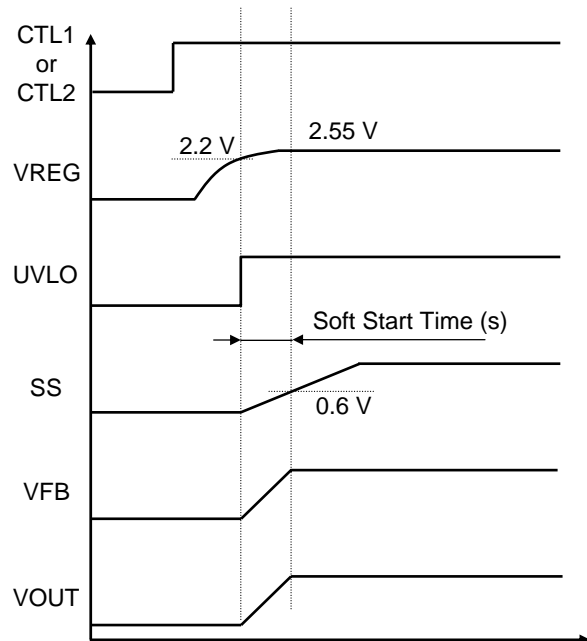 CTL1
or
CTL2
2.2 V
2.55 V
VREG
UVLO
Soft Start Time (s)
SS
0.6 V
VFB
VOUT